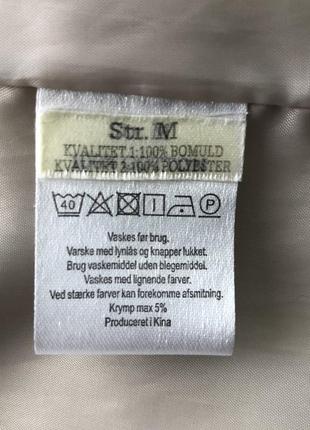 Str. M
KVALITET 1:100% BOMULD
KVALITET 2:100% POLYESTER
40 P
Vaskes før brug.
Varske med lynlås og knapper lukket.
Brug vaskemiddel uden blegemiddel.
Vaskes med lignende farver.
Ved stærke farver kan forekomme afsmitning.
Krymp max 5%
Produceret i Kina